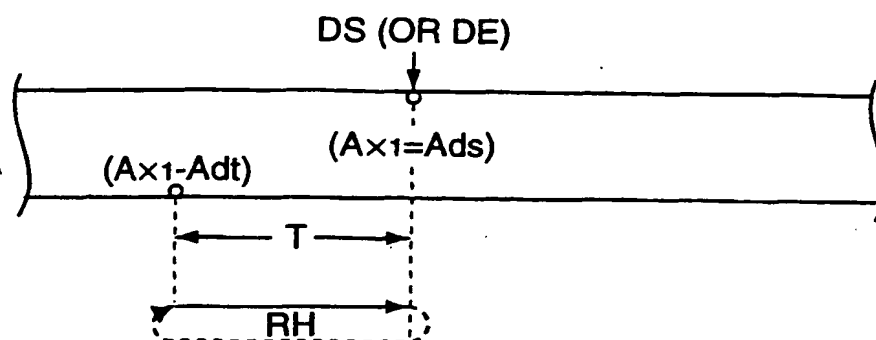 DS (OR DE)
(Ax1=Ads)
(Ax1-Adt)
T
RH